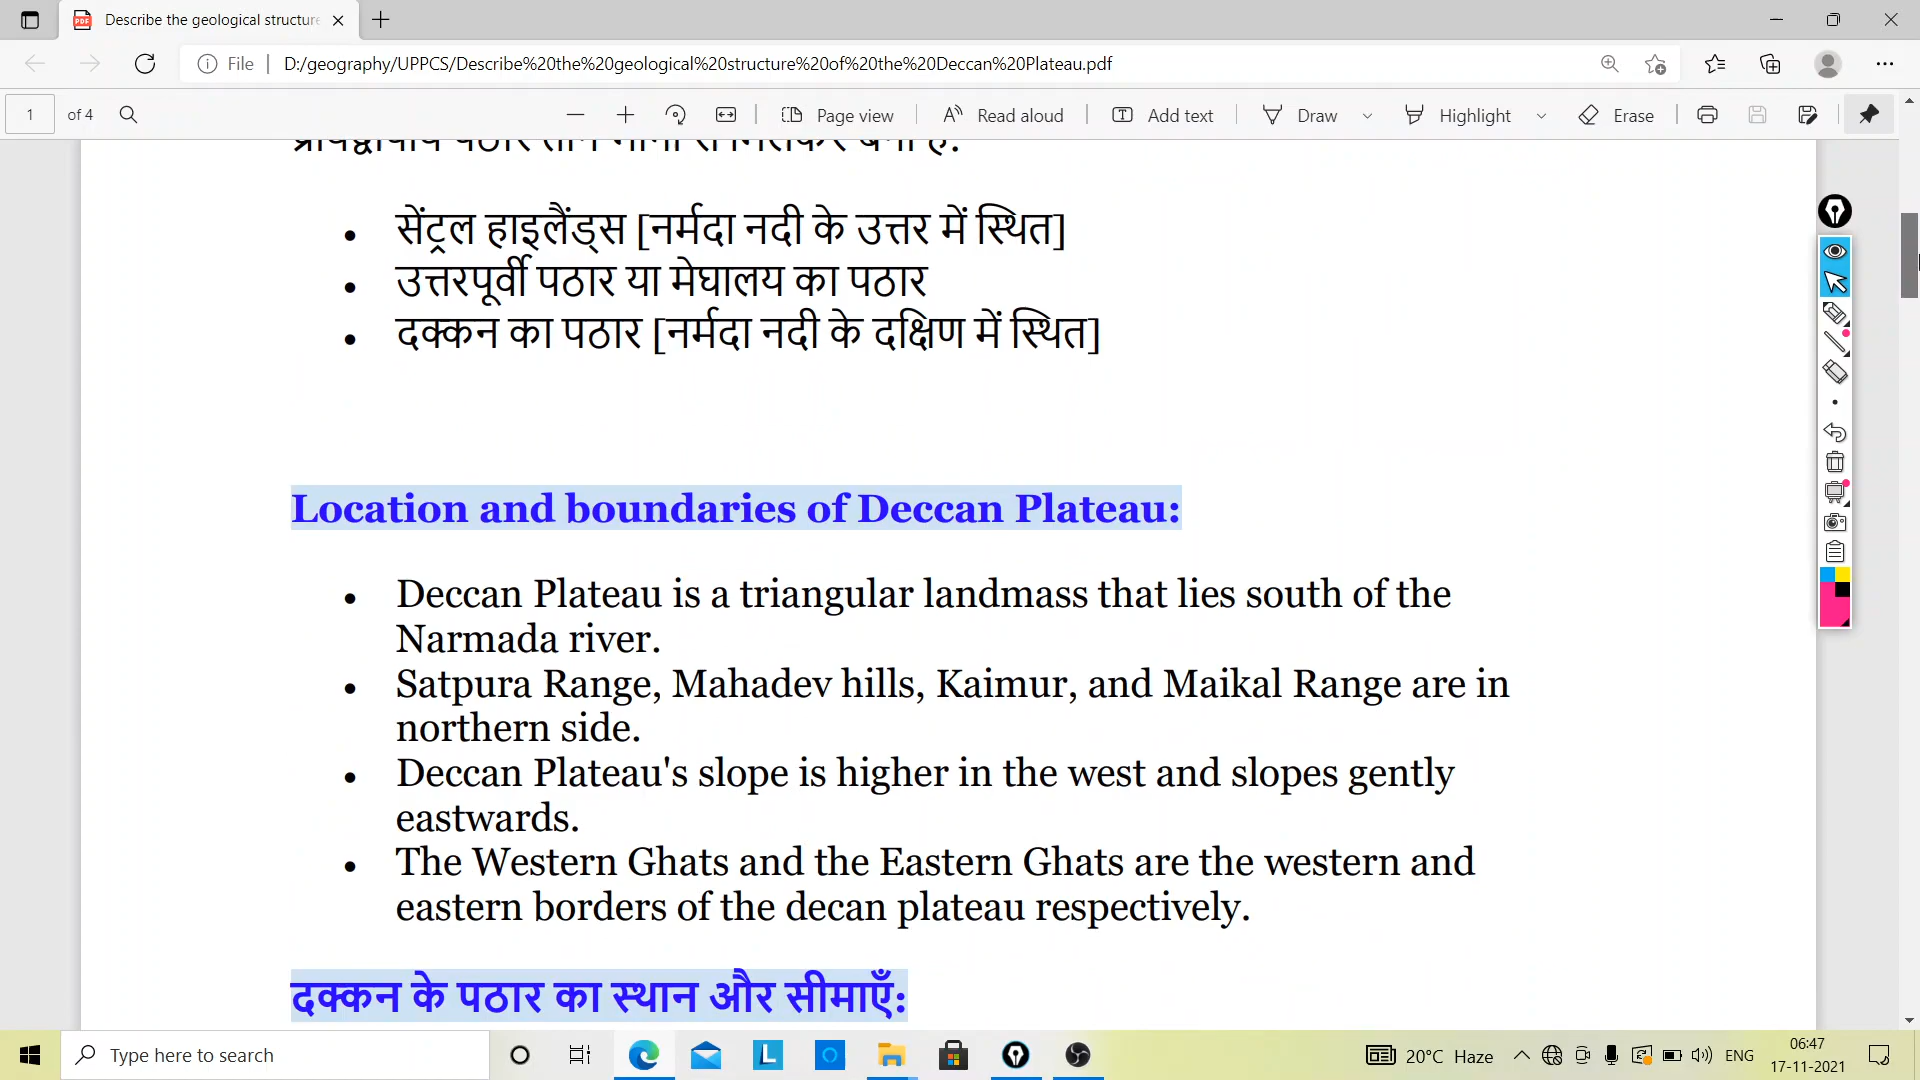 Describe the geological structure
File
D:/geography/UPPCS/Describe%20the%20geological%20structure%20of%20the%20Deccan%20Plateau.pdf
1 of 4
Page view
Read aloud
Add text
Draw
Highlight
Erase
सेंट्रल हाइलैंड्स [नर्मदा नदी के उत्तर में स्थित]
उत्तरपूर्वी पठार या मेघालय का पठार
दक्कन का पठार [नर्मदा नदी के दक्षिण में स्थित]
Location and boundaries of Deccan Plateau:
Deccan Plateau is a triangular landmass that lies south of the
Narmada river.
Satpura Range, Mahadev hills, Kaimur, and Maikal Range are in
northern side.
Deccan Plateau's slope is higher in the west and slopes gently
eastwards.
The Western Ghats and the Eastern Ghats are the western and
eastern borders of the decan plateau respectively.
दक्कन के पठार का स्थान और सीमाएँ:
Type here to search
20°C Haze
ENG
06:47
17-11-2021